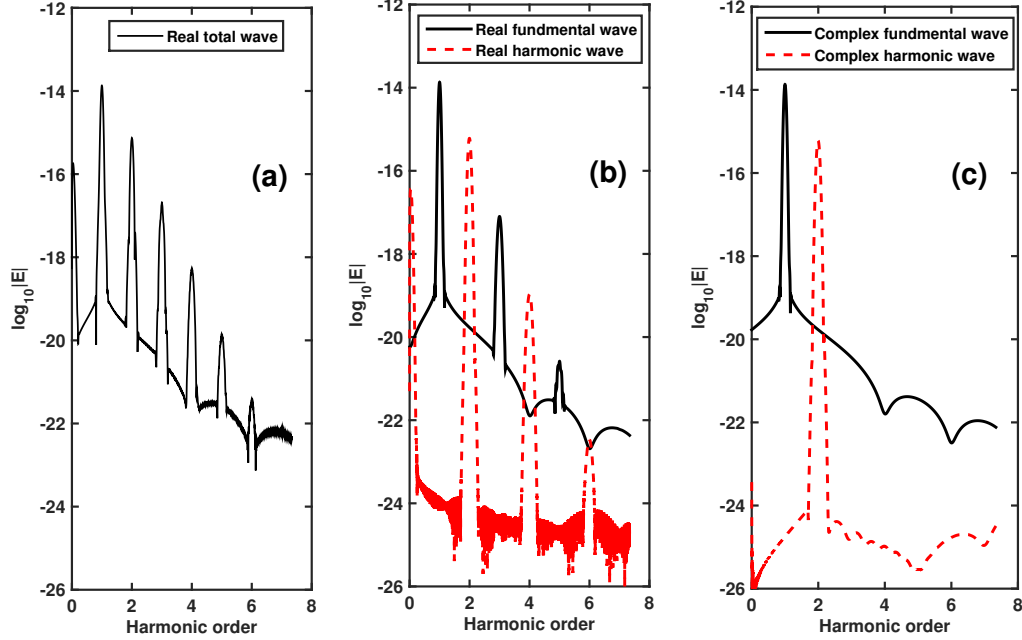 Real total wave
(a)
-12
-14
-16
-18
-20
-22
-24
-26
0
2
4
6
8
log10|E|
Harmonic order
Real fundmental wave
Real harmonic wave
(b)
-12
-14
-16
-18
-20
-22
-24
-26
0
2
4
6
8
log10|E|
Harmonic order
Complex fundmental wave
Complex harmonic wave
(c)
-12
-14
-16
-18
-20
-22
-24
-26
0
2
4
6
8
log10|E|
Harmonic order